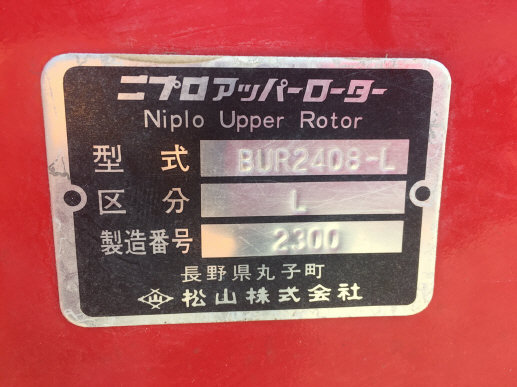 ニプロアッパーローター
Niplo Upper Rotor
型式 BUR2408-L
区分 L
製造番号 2300
長野県丸子町
松山株式会社